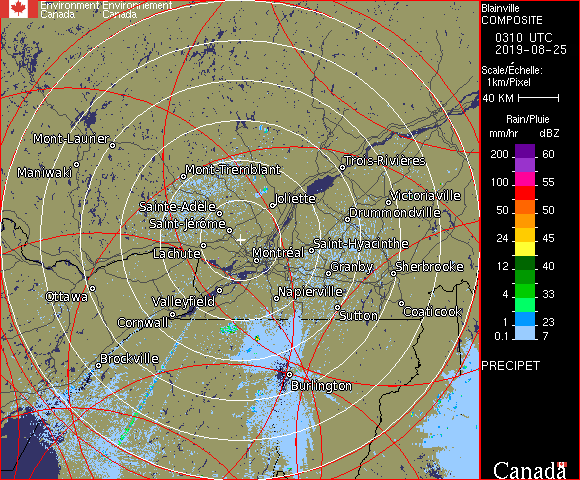 Environment Environnement
Canada Canada
Blainville
COMPOSITE
0310 UTC
2019-08-25
Scale/Échelle:
1km/Pixel
40 KM
Rain/Pluie
mm/hr dBZ
200 60
100 55
50 50
24 45
12 40
4 33
1 23
0.1 7
PRECIPET
Canada
Mont-Laurier
Maniwaki
Mont-Tremblant
Trois-Rivières
Sainte-Adèle
Joliette
Victoriaville
Saint-Jérôme
Drummondville
Lachute
Montréal
Saint-Hyacinthe
Granby
Sherbrooke
Ottawa
Valleyfield
Napierville
Cornwall
Sutton
Coaticook
Brockville
Burlington